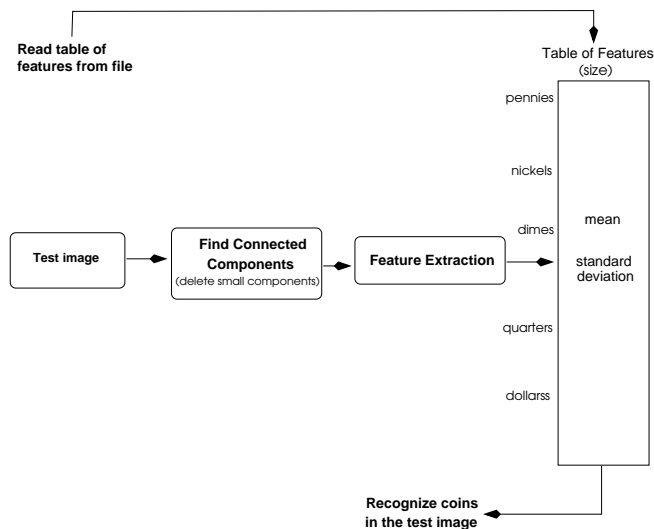 Read table of
features from file
Table of Features
(size)
pennies
nickels
dimes
mean
Test image
Find Connected
Components
(delete small components)
Feature Extraction
standard
deviation
quarters
dollarss
Recognize coins
in the test image